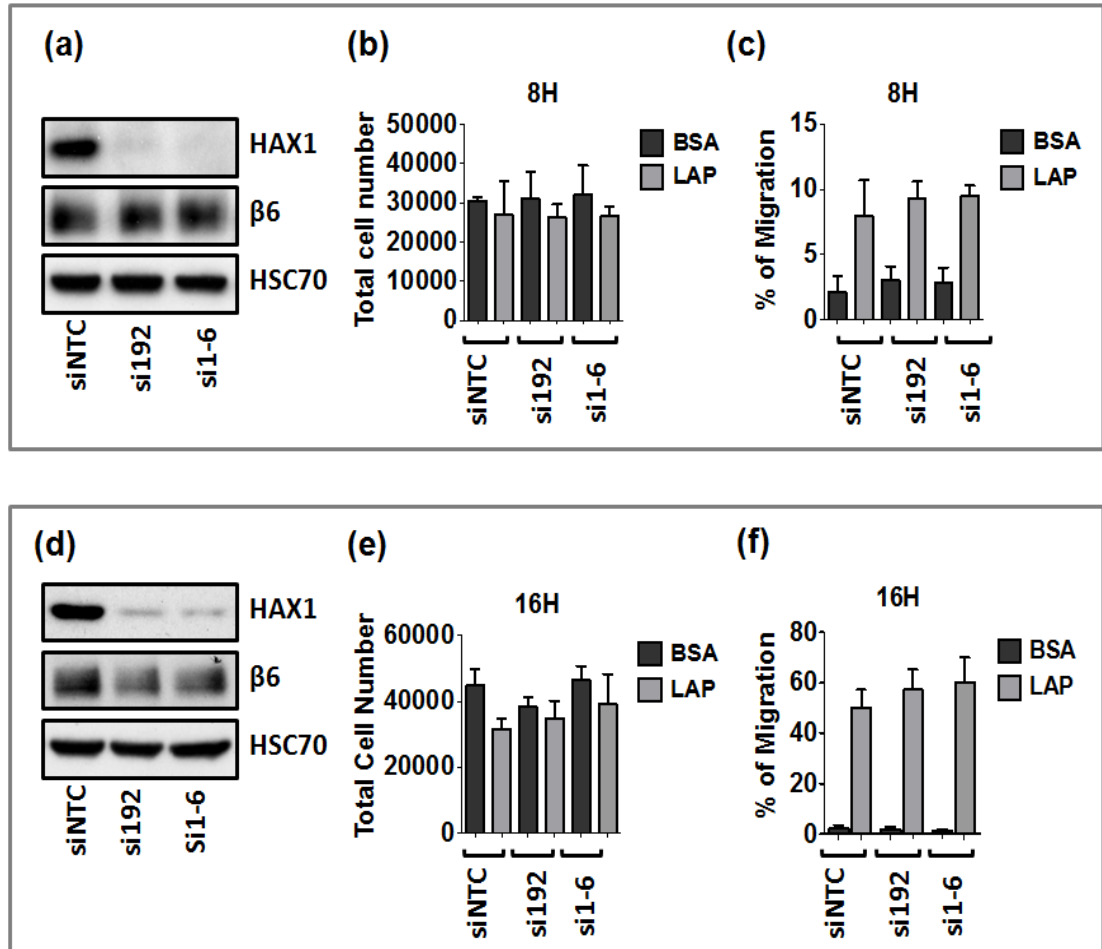 (a)
HAX1
β6
HSC70
siNTC
si192
si1-6
(b)
8H
Total cell number
50000
40000
30000
20000
10000
0
BSA
LAP
siNTC
si192
si1-6
(c)
8H
% of Migration
15
10
5
0
BSA
LAP
siNTC
si192
si1-6
(d)
HAX1
β6
HSC70
siNTC
si192
Si1-6
(e)
16H
Total Cell Number
60000
40000
20000
0
BSA
LAP
siNTC
si192
si1-6
(f)
16H
% of Migration
80
60
40
20
0
BSA
LAP
siNTC
si192
si1-6